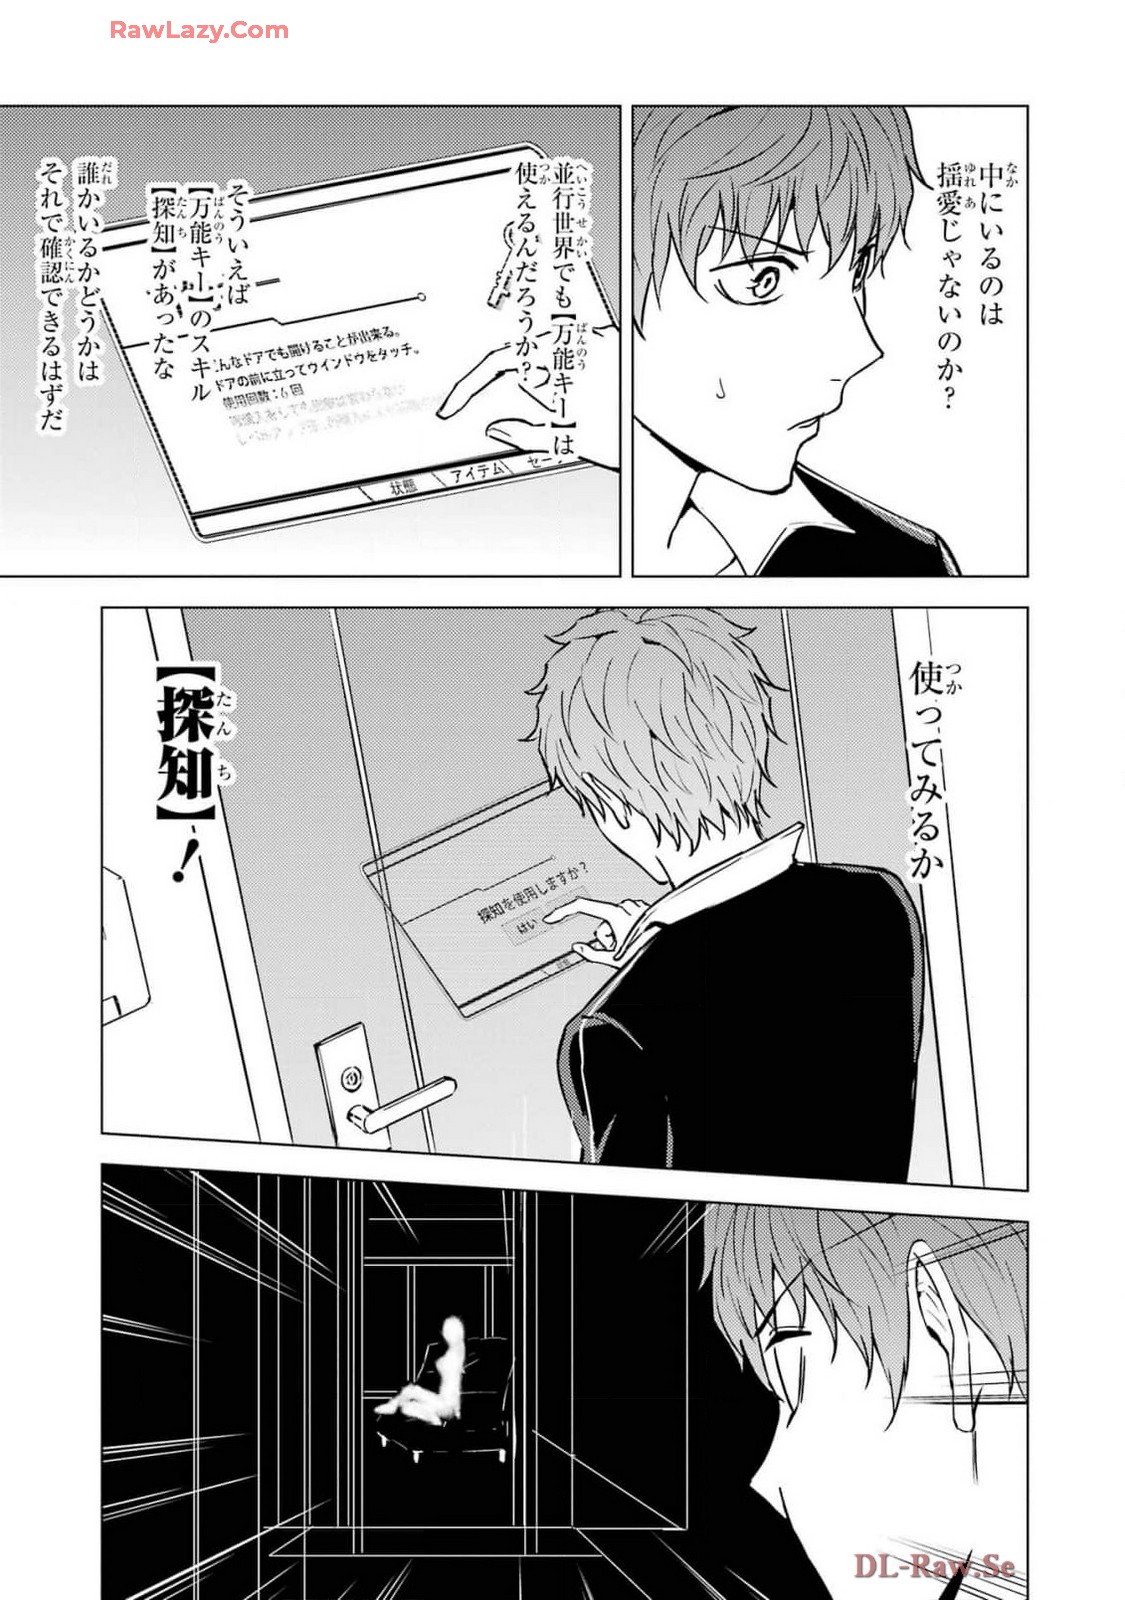 RawLazy.Com
中にいるのは
揺愛じゃないのか?
並行世界でも【万能キー】は
使えるんだろうか?
そういえば
【万能キー】のスキル
【探知】があったな
誰かいるかどうかは
それで確認できるはずだ
こんなドアでも開けることが出来る。
ドアの前に立ってウインドウをタッチ。
使用回数:6回
状態
アイテム
使ってみるか
探知を使用しますか?
はい
状態
【探知】!
DL-Raw.Se